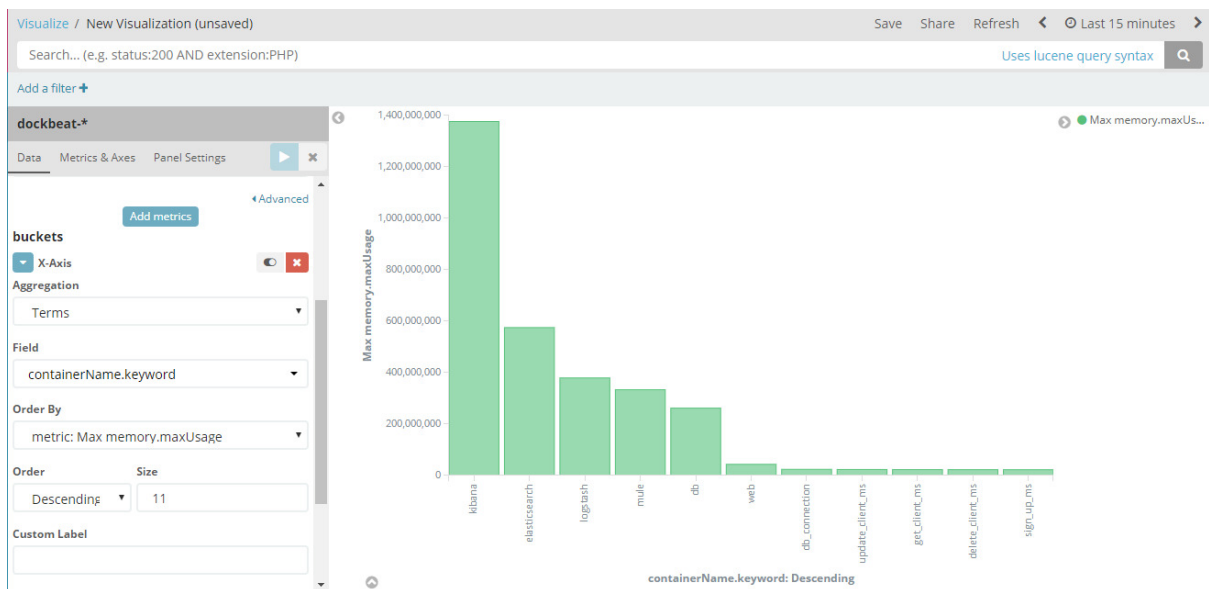 Visualize / New Visualization (unsaved)
Save Share Refresh Last 15 minutes
Search... (e.g. status:200 AND extension:PHP)
Uses lucene query syntax
Add a filter
dockbeat-*
Data Metrics & Axes Panel Settings
Advanced
Add metrics
buckets
X-Axis
Aggregation
Terms
Field
containerName.keyword
Order By
metric: Max memory.maxUsage
Order Size
Descending 11
Custom Label
Max memory.maxUsage
1,400,000,000
1,200,000,000
1,000,000,000
800,000,000
600,000,000
400,000,000
200,000,000
0
kibana
elasticsearch
logstash
mule
db
web
db_connection
update_client_ms
get_client_ms
delete_client_ms
sign_up_ms
containerName.keyword: Descending
Max memory.maxUs...